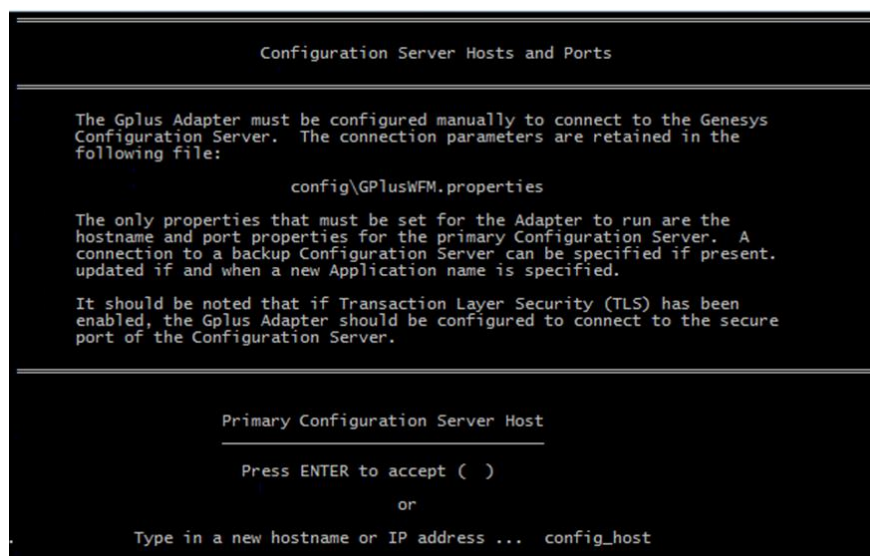 Configuration Server Hosts and Ports
The Gplus Adapter must be configured manually to connect to the Genesys
Configuration Server. The connection parameters are retained in the
following file:
config\GPlusWFM.properties
The only properties that must be set for the Adapter to run are the
hostname and port properties for the primary Configuration Server. A
connection to a backup Configuration Server can be specified if present.
updated if and when a new Application name is specified.
It should be noted that if Transaction Layer Security (TLS) has been
enabled, the Gplus Adapter should be configured to connect to the secure
port of the Configuration Server.
Primary Configuration Server Host
Press ENTER to accept ( )
or
Type in a new hostname or IP address ... config_host